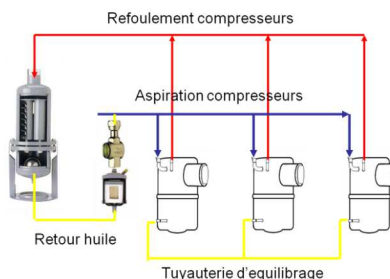 Refoulement compresseurs
Aspiration compresseurs
Retour huile
Tuyauterie d'equilibrage